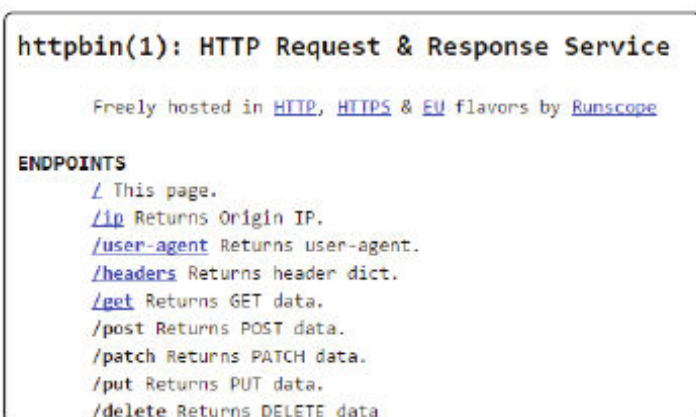 httpbin(1): HTTP Request & Response Service
Freely hosted in HTTP, HTTPS & EU flavors by Runscope
ENDPOINTS
/ This page.
/ip Returns Origin IP.
/user-agent Returns user-agent.
/headers Returns header dict.
/get Returns GET data.
/post Returns POST data.
/patch Returns PATCH data.
/put Returns PUT data.
/delete Returns DELETE data